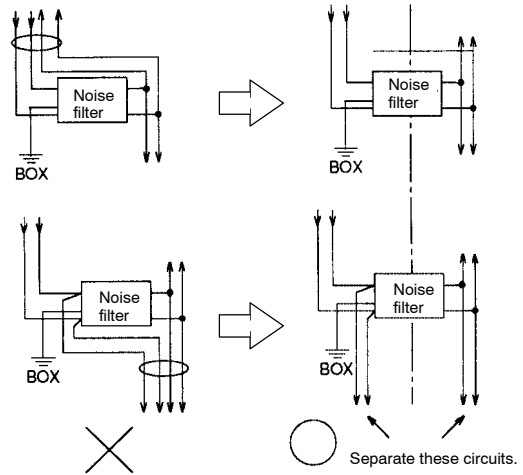 Noise
filter
BOX
Noise
filter
BOX
Noise
filter
BOX
Noise
filter
BOX
Separate these circuits.